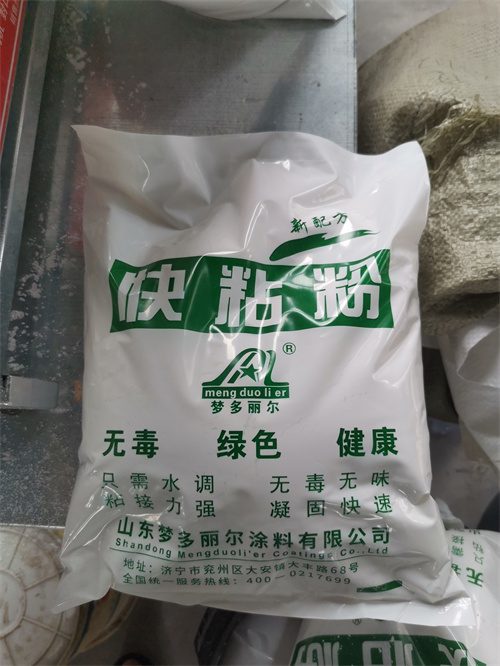 新配方
快粘粉
®
meng duo li er
梦多丽尔
无毒 绿色 健康
只需水调 无毒无味
粘接力强 凝固快速
山东梦多丽尔涂料有限公司
Shandong Mengduoli'er Coatings Co.,Ltd
地址：济宁市兖州区大安镇大丰路68号
全国统一服务热线：400-0217699